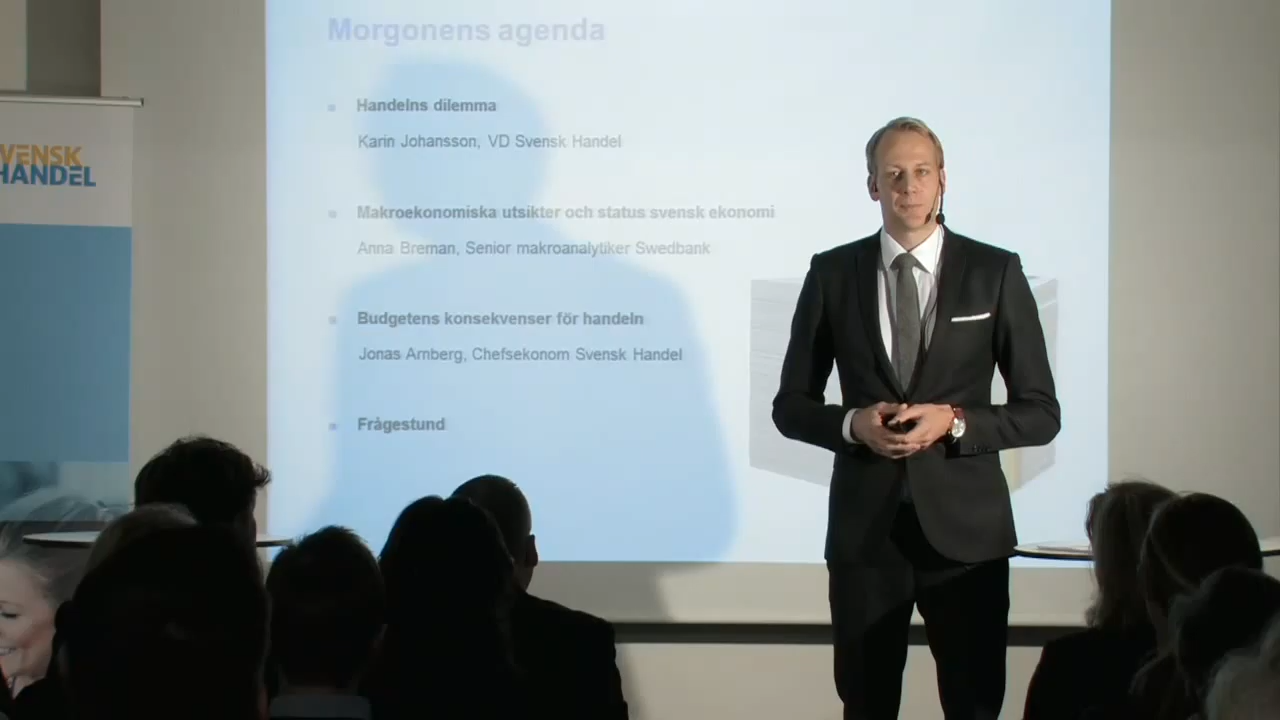 Morgonens agenda
Handelns dilemma
Karin Johansson, VD Svensk Handel
Makroekonomiska utsikter och status svensk ekonomi
Anna Breman, Senior makroanalytiker Swedbank
Budgetens konsekvenser för handeln
Jonas Arnberg, Chefsekonom Svensk Handel
Frågestund
VENSK
HANDEL